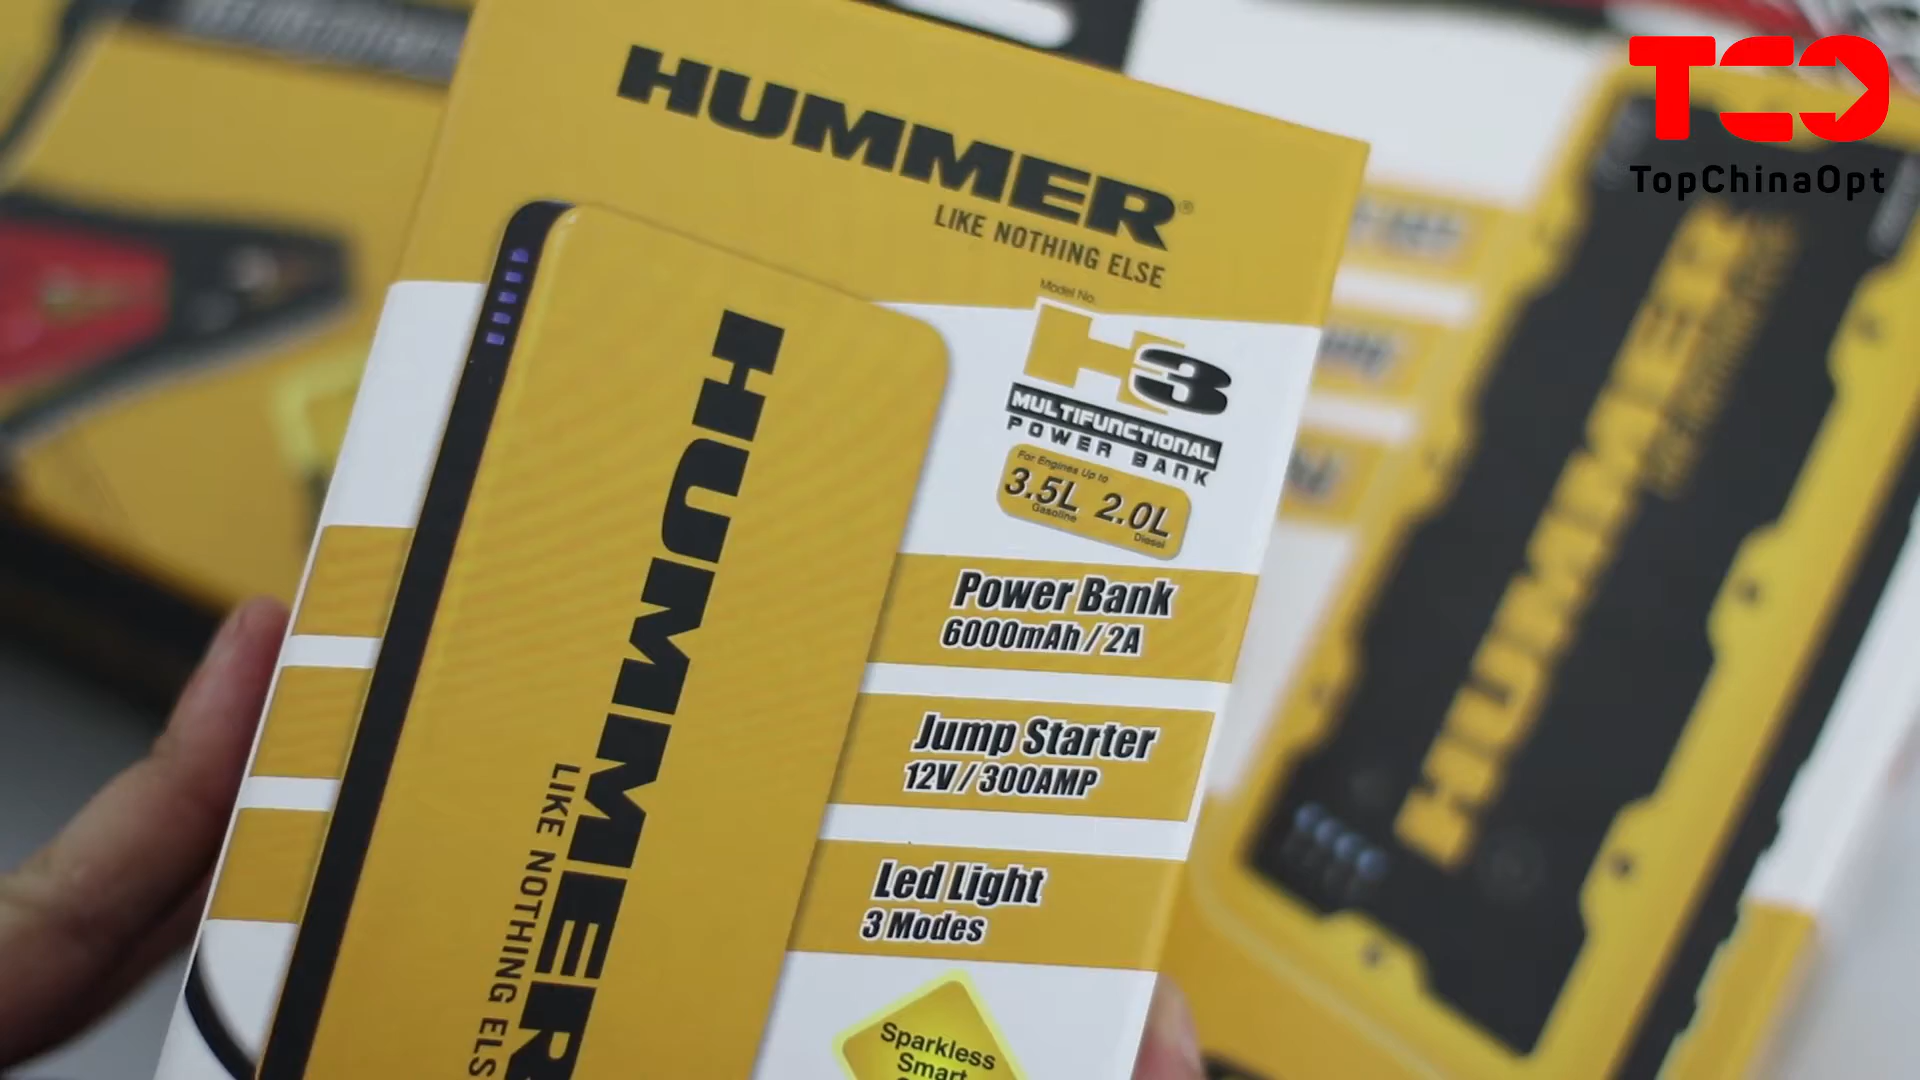 HUMMER®
LIKE NOTHING ELSE
Model No.
H3
MULTIFUNCTIONAL
POWER BANK
For Engines Up to
3.5L 2.0L
Gasoline Diesel
Power Bank
6000mAh / 2A
Jump Starter
12V / 300AMP
Led Light
3 Modes
Sparkless
Smart
HUMMER
LIKE NOTHING ELS
HUMMER
TCO
TopChinaOpt